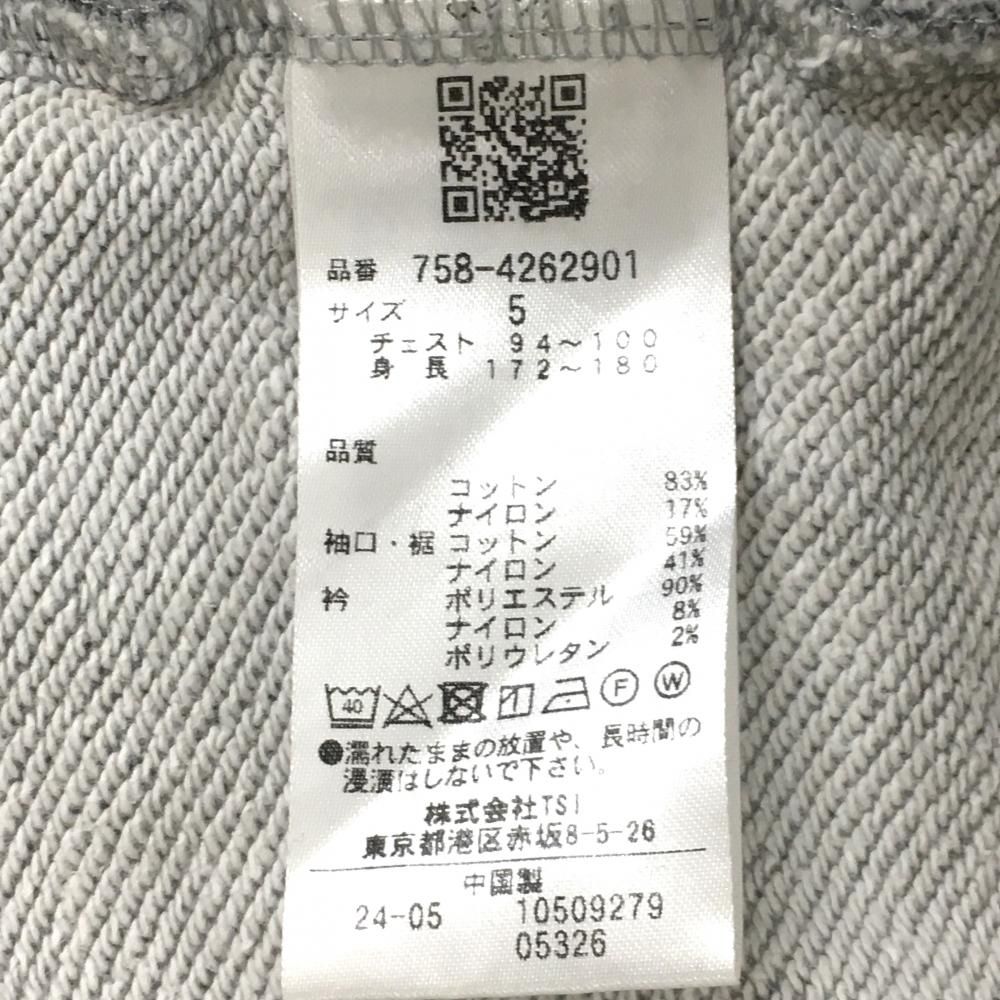 品番 758-4262901
サイズ 5
チェスト 94～100
身長 172～180
品質
コットン 83%
ナイロン 17%
袖口・裾 コットン 59%
ナイロン 41%
衿 ポリエステル 90%
ナイロン 8%
ポリウレタン 2%
40 F W
●濡れたままの放置や、長時間の
浸漬はしないで下さい。
株式会社TSI
東京都港区赤坂8-5-26
中国製
24-05 10509279
05326